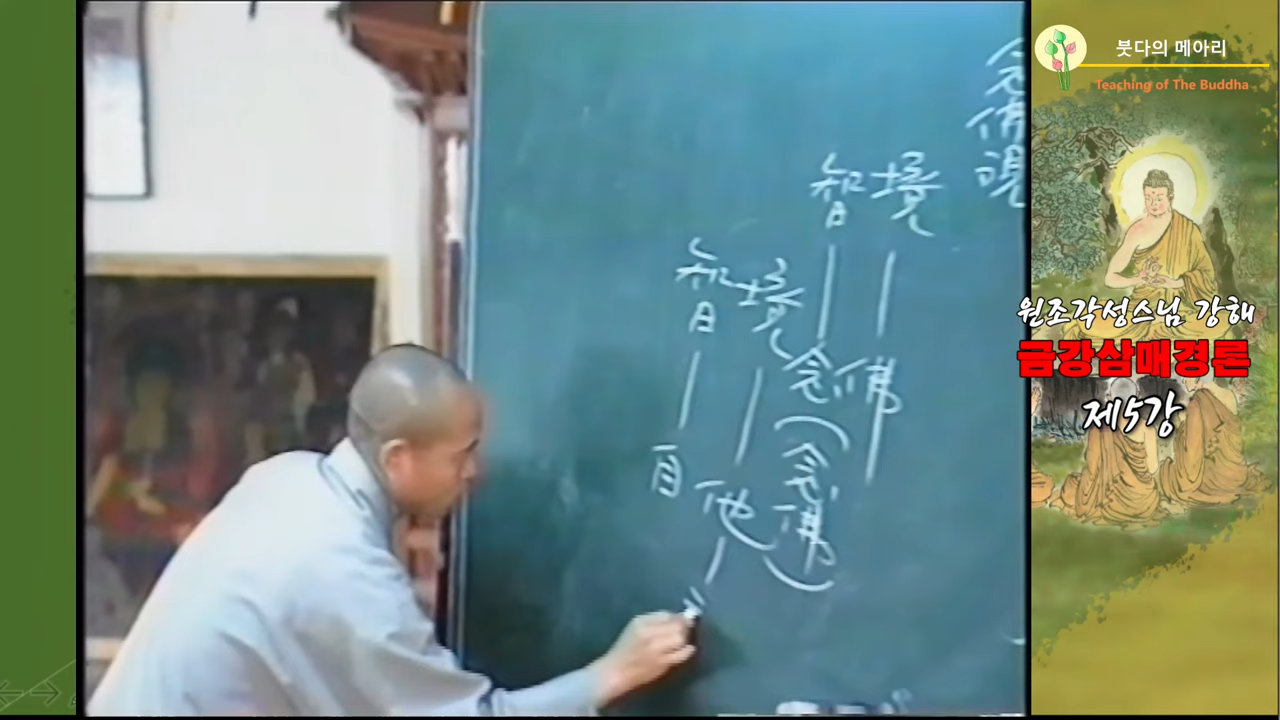 붓다의 메아리
Teaching of The Buddha
원조각성스님 강해
금강삼매경론
제5강
念佛觀
境
智
佛
念
(念佛)
境
智
他
自